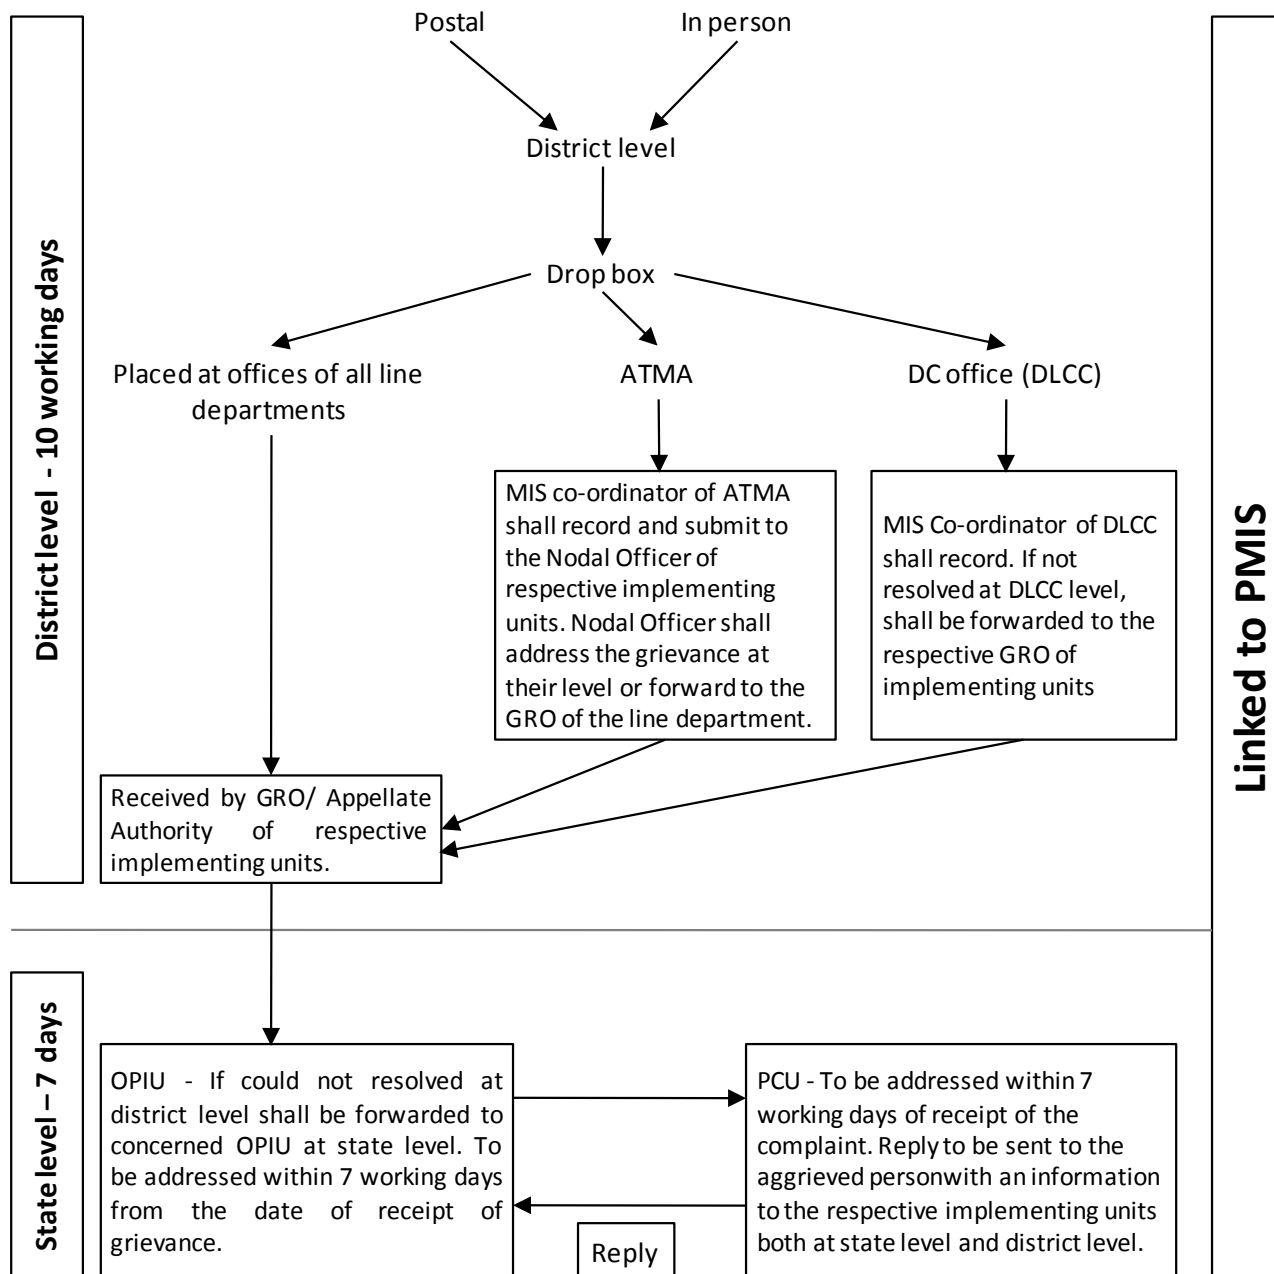 Postal
In person
District level
Drop box
Placed at offices of all line
departments
ATMA
DC office (DLCC)
MIS co-ordinator of ATMA
shall record and submit to
the Nodal Officer of
respective implementing
units. Nodal Officer shall
address the grievance at
their level or forward to the
GRO of the line department.
MIS Co-ordinator of DLCC
shall record. If not
resolved at DLCC level,
shall be forwarded to the
respective GRO of
implementing units
Received by GRO/ Appellate
Authority of respective
implementing units.
District level - 10 working days
Linked to PMIS
State level – 7 days
OPIU - If could not resolved at
district level shall be forwarded to
concerned OPIU at state level. To
be addressed within 7 working days
from the date of receipt of
grievance.
PCU - To be addressed within 7
working days of receipt of the
complaint. Reply to be sent to the
aggrieved personwith an information
to the respective implementing units
both at state level and district level.
Reply